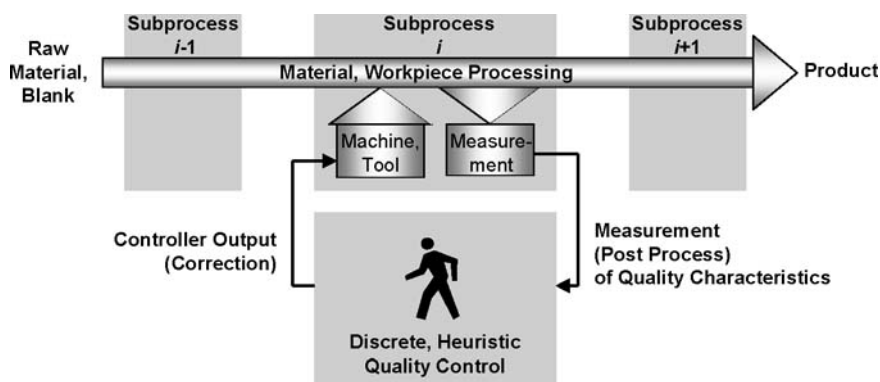 Subprocess
i-1
Subprocess
i
Subprocess
i+1
Raw
Material,
Blank
Material, Workpiece Processing
Product
Machine,
Tool
Measure-
ment
Controller Output
(Correction)
Measurement
(Post Process)
of Quality Characteristics
Discrete, Heuristic
Quality Control